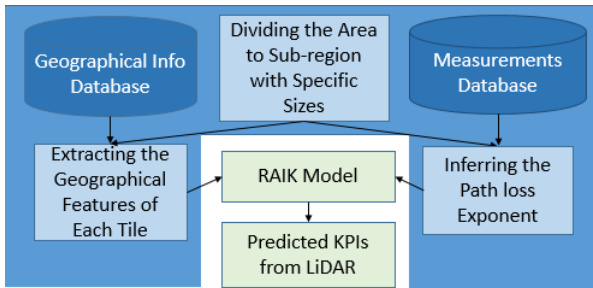 Geographical Info
Database
Dividing the Area
to Sub-region
with Specific
Sizes
Measurements
Database
Extracting the
Geographical
Features of
Each Tile
RAIK Model
Inferring the
Path loss
Exponent
Predicted KPIs
from LiDAR